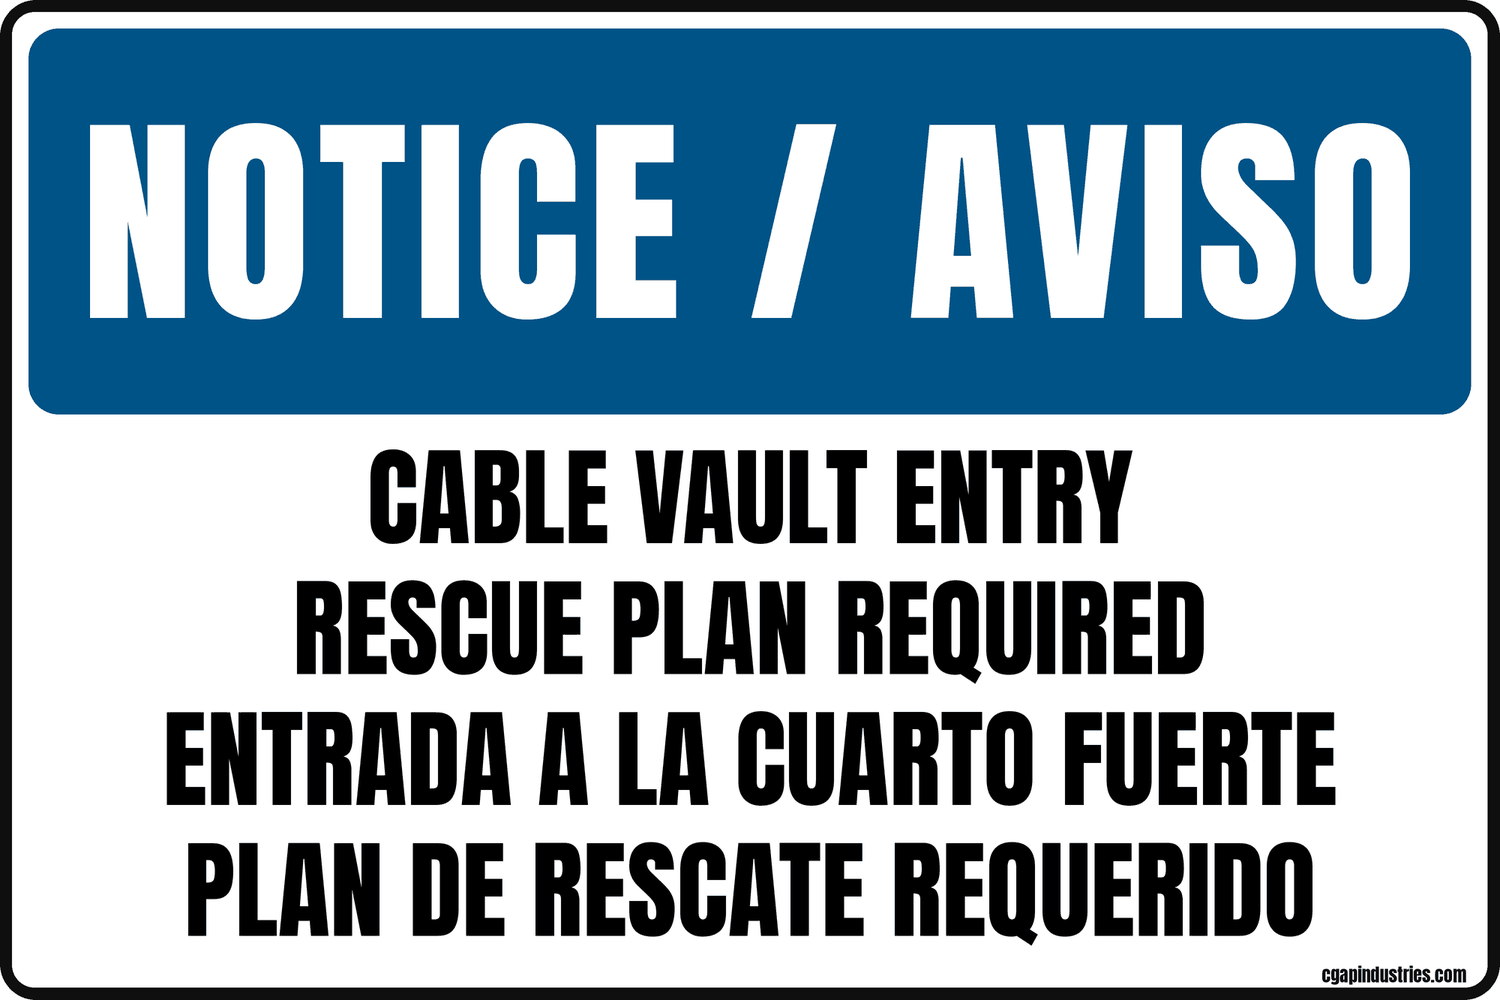 NOTICE / AVISO
CABLE VAULT ENTRY
RESCUE PLAN REQUIRED
ENTRADA A LA CUARTO FUERTE
PLAN DE RESCATE REQUERIDO
cgapindustries.com